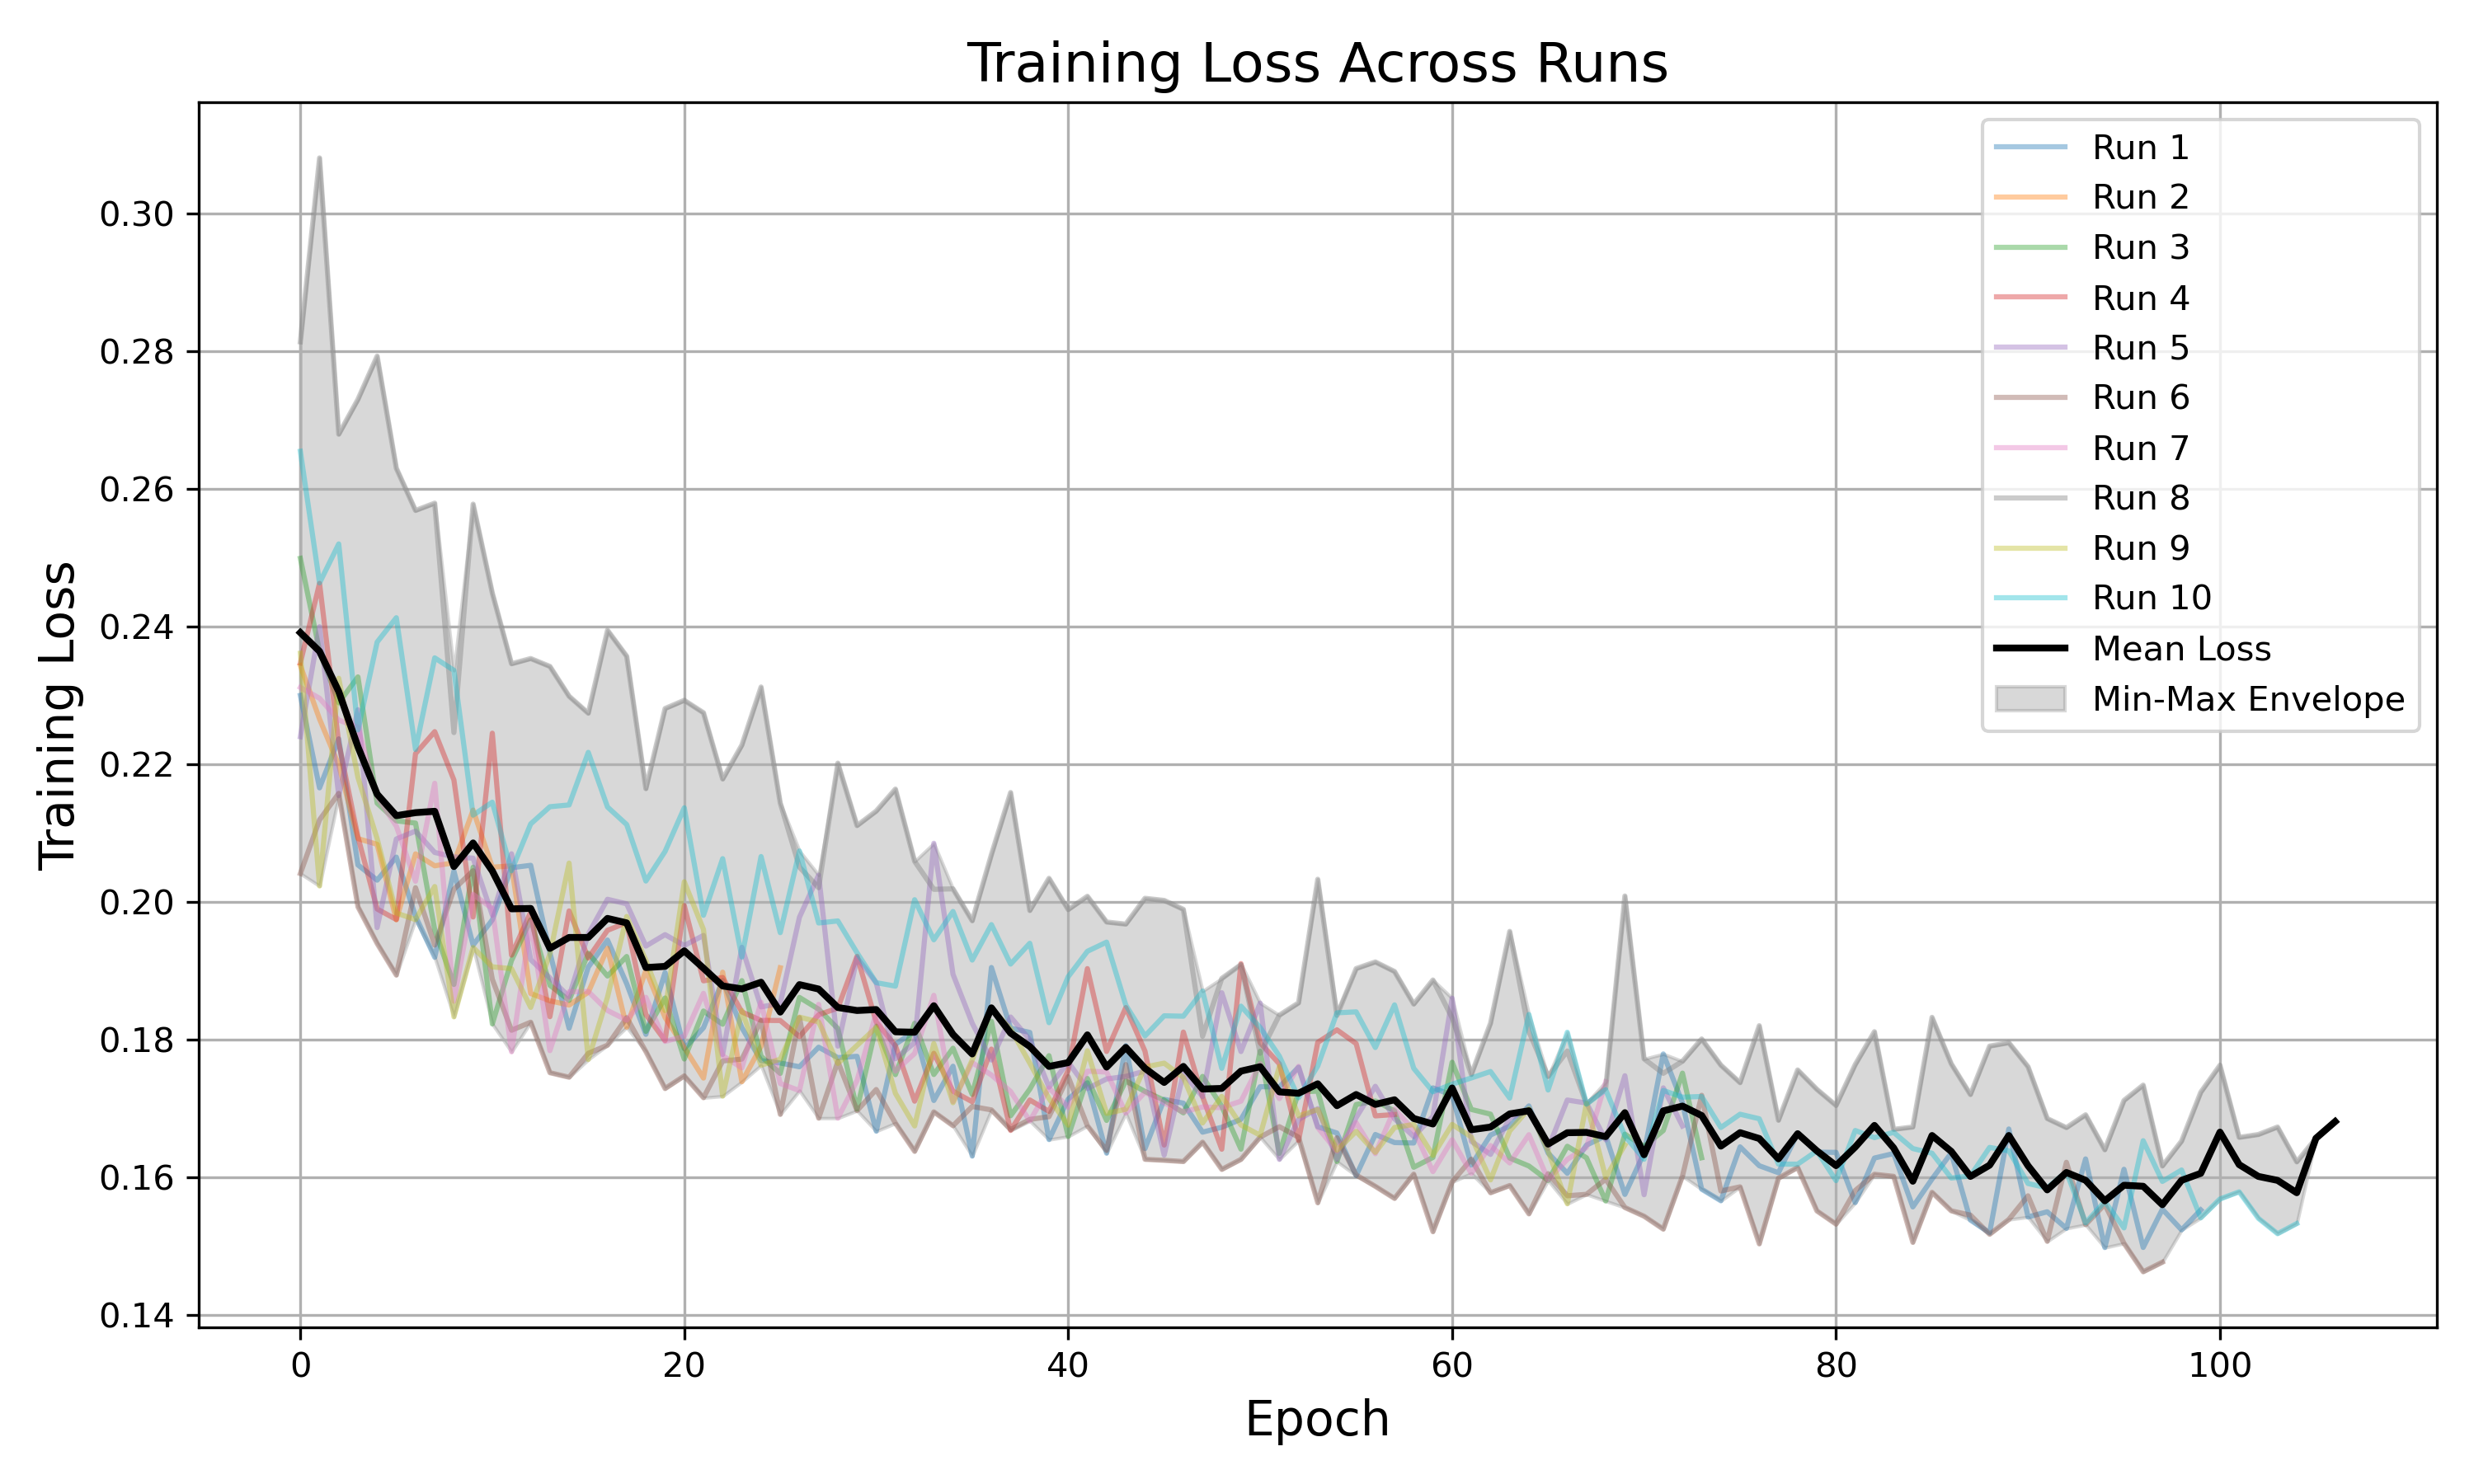 Training Loss Across Runs
Training Loss
0.30
0.28
0.26
0.24
0.22
0.20
0.18
0.16
0.14
0 20 40 60 80 100
Epoch
Run 1
Run 2
Run 3
Run 4
Run 5
Run 6
Run 7
Run 8
Run 9
Run 10
Mean Loss
Min-Max Envelope